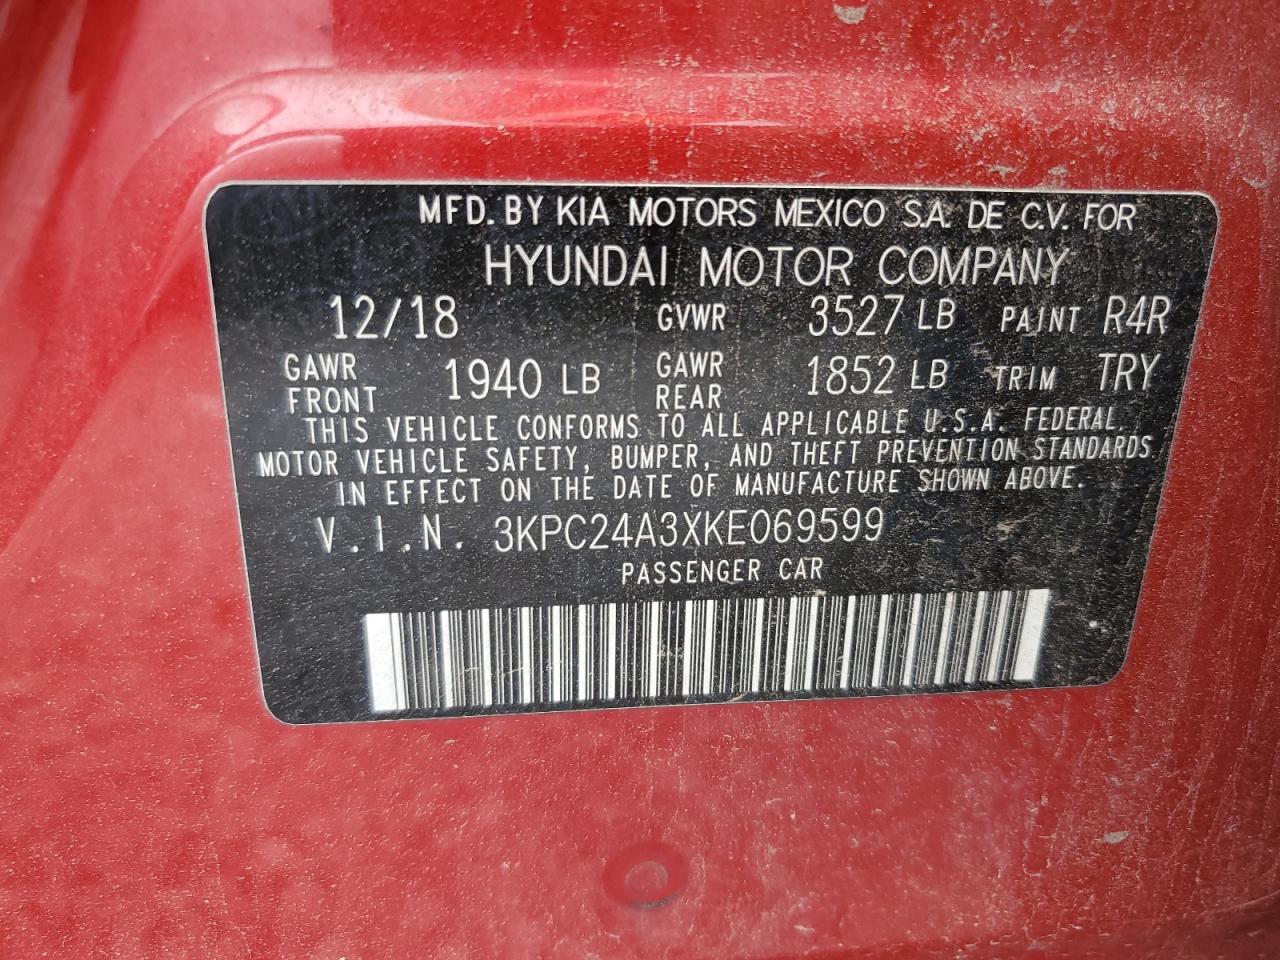 MFD. BY KIA MOTORS MEXICO S.A. DE C.V. FOR
HYUNDAI MOTOR COMPANY
12/18 GVWR 3527 LB PAINT R4R
GAWR FRONT 1940 LB GAWR REAR 1852 LB TRIM TRY
THIS VEHICLE CONFORMS TO ALL APPLICABLE U.S.A. FEDERAL
MOTOR VEHICLE SAFETY, BUMPER, AND THEFT PREVENTION STANDARDS
IN EFFECT ON THE DATE OF MANUFACTURE SHOWN ABOVE.
V.I.N. 3KPC24A3XKE069599
PASSENGER CAR